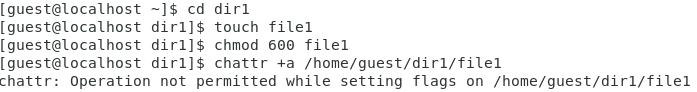 [guest@localhost ~]$ cd dir1
[guest@localhost dir1]$ touch file1
[guest@localhost dir1]$ chmod 600 file1
[guest@localhost dir1]$ chattr +a /home/guest/dir1/file1
chattr: Operation not permitted while setting flags on /home/guest/dir1/file1